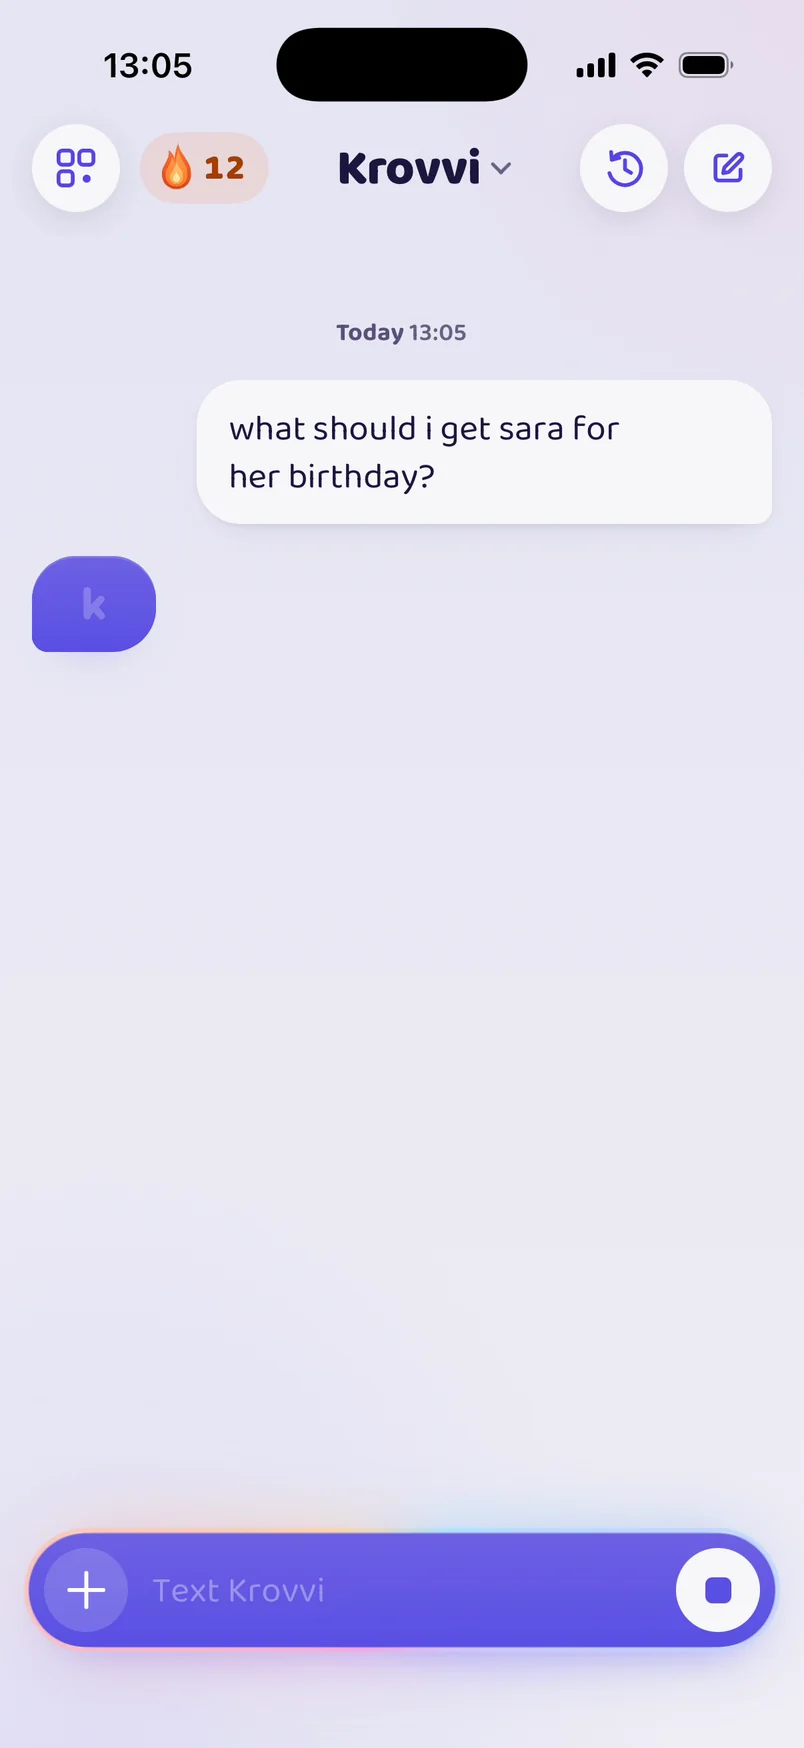 13:05
12
Krovvi
Today 13:05
what should i get sara for
her birthday?
k
Text Krovvi